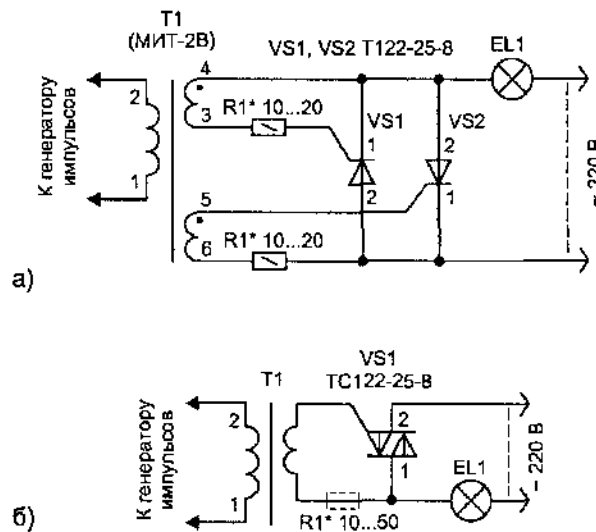 T1
(МИТ-2В)
VS1, VS2 T122-25-8
EL1
К генератору
импульсов
2
1
4
3
R1* 10...20
VS1
1
2
VS2
2
1
5
6
R1* 10...20
~ 220 В
а)
VS1
TC122-25-8
T1
К генератору
импульсов
2
1
2
1
EL1
R1* 10...50
~ 220 В
б)